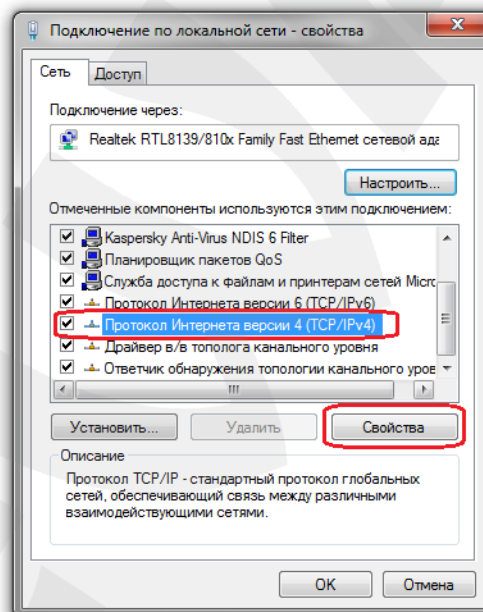 Подключение по локальной сети - свойства
Сеть
Доступ
Подключение через:
Realtek RTL8139/810x Family Fast Ethernet сетевой ада
Настроить...
Отмеченные компоненты используются этим подключением:
Kaspersky Anti-Virus NDIS 6 Filter
Планировщик пакетов QoS
Служба доступа к файлам и принтерам сетей Micro
Протокол Интернета версии 6 (TCP/IPv6)
Протокол Интернета версии 4 (TCP/IPv4)
Драйвер в/в тополога канального уровня
Ответчик обнаружения топологии канального уров
Установить...
Удалить
Свойства
Описание
Протокол TCP/IP - стандартный протокол глобальных
сетей, обеспечивающий связь между различными
взаимодействующими сетями.
OK
Отмена